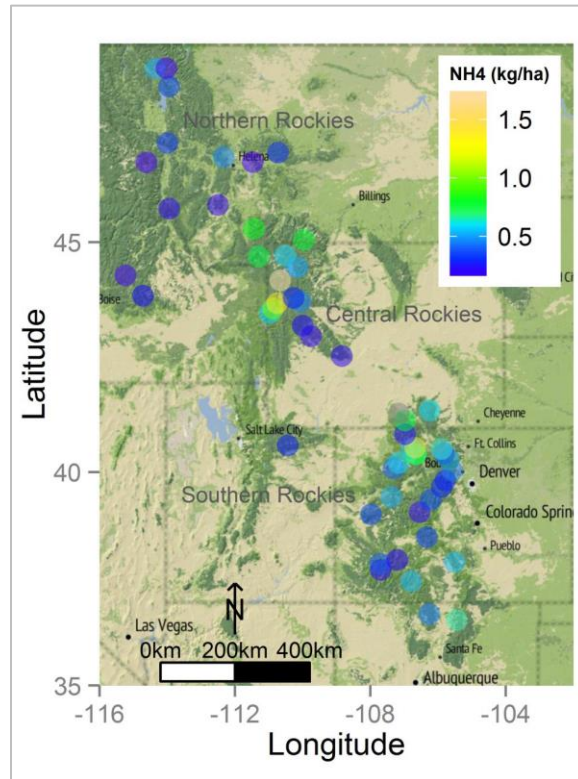 NH4 (kg/ha)
1.5
1.0
0.5
Northern Rockies
Helena
Billings
45
Boise
Central Rockies
Cheyenne
Salt Lake City
Ft. Collins
40
Bou
Denver
Southern Rockies
Colorado Sprin
Pueblo
N
Las Vegas
0km 200km 400km
Santa Fe
35
Albuquerque
-116 -112 -108 -104
Latitude
Longitude